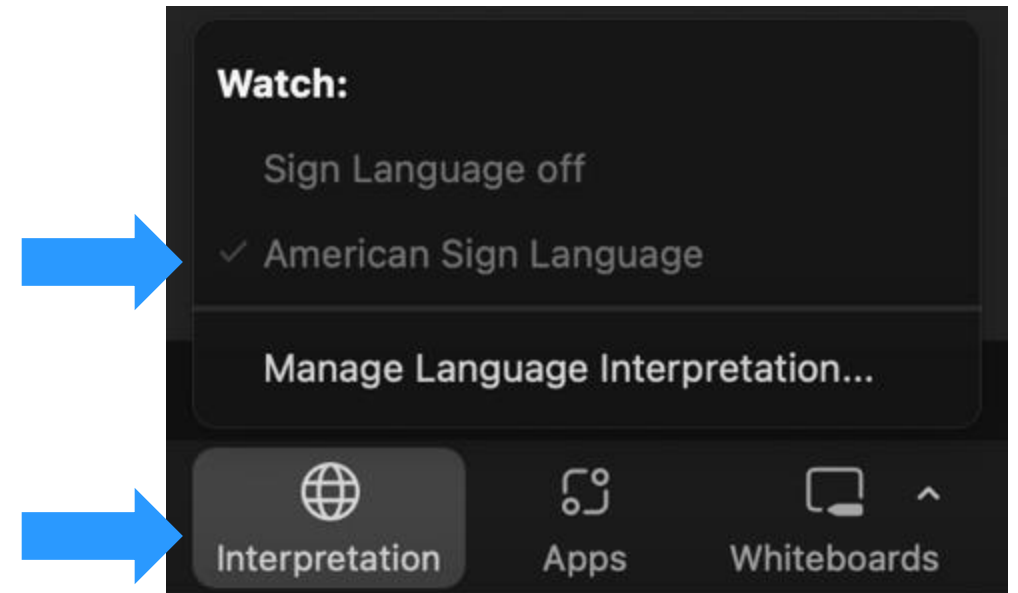 Watch:
Sign Language off
American Sign Language
Manage Language Interpretation...
Interpretation Apps Whiteboards